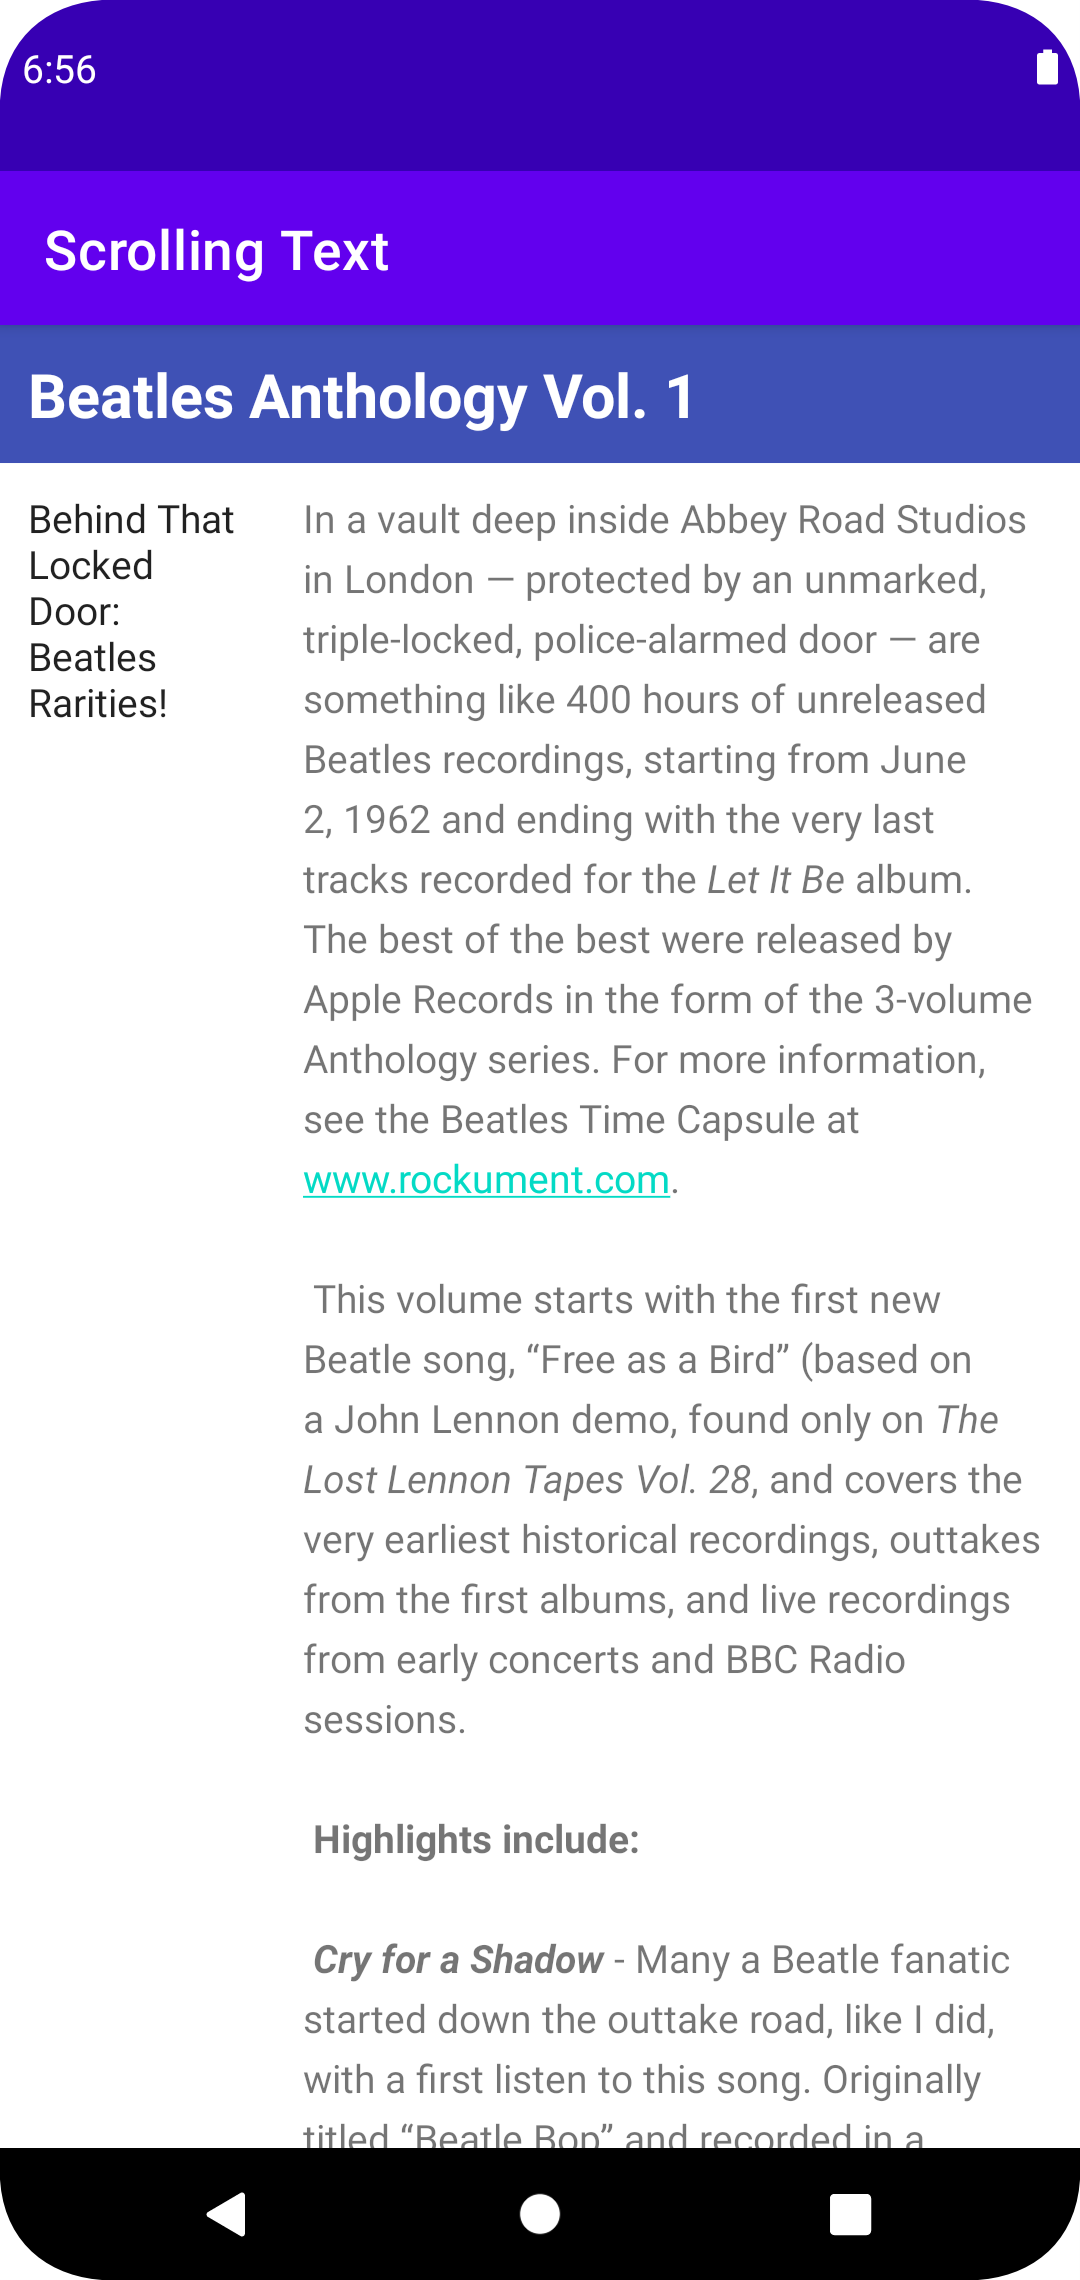 6:56
Scrolling Text
Beatles Anthology Vol. 1
Behind That
Locked
Door:
Beatles
Rarities!
In a vault deep inside Abbey Road Studios
in London — protected by an unmarked,
triple-locked, police-alarmed door — are
something like 400 hours of unreleased
Beatles recordings, starting from June
2, 1962 and ending with the very last
tracks recorded for the Let It Be album.
The best of the best were released by
Apple Records in the form of the 3-volume
Anthology series. For more information,
see the Beatles Time Capsule at
www.rockument.com.
This volume starts with the first new
Beatle song, “Free as a Bird” (based on
a John Lennon demo, found only on The
Lost Lennon Tapes Vol. 28, and covers the
very earliest historical recordings, outtakes
from the first albums, and live recordings
from early concerts and BBC Radio
sessions.
Highlights include:
Cry for a Shadow - Many a Beatle fanatic
started down the outtake road, like I did,
with a first listen to this song. Originally
titled “Beatle Bop” and recorded in a